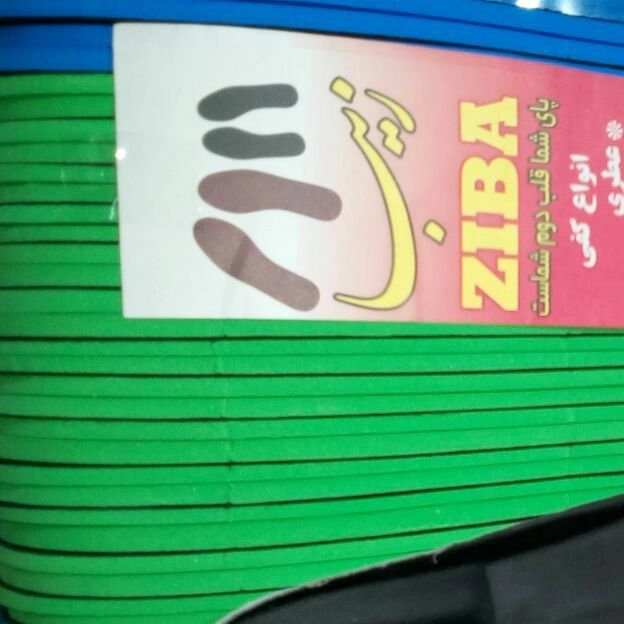 زیبا
ZIBA
پای شما قلب دوم شماست
انواع کفی
* عطری